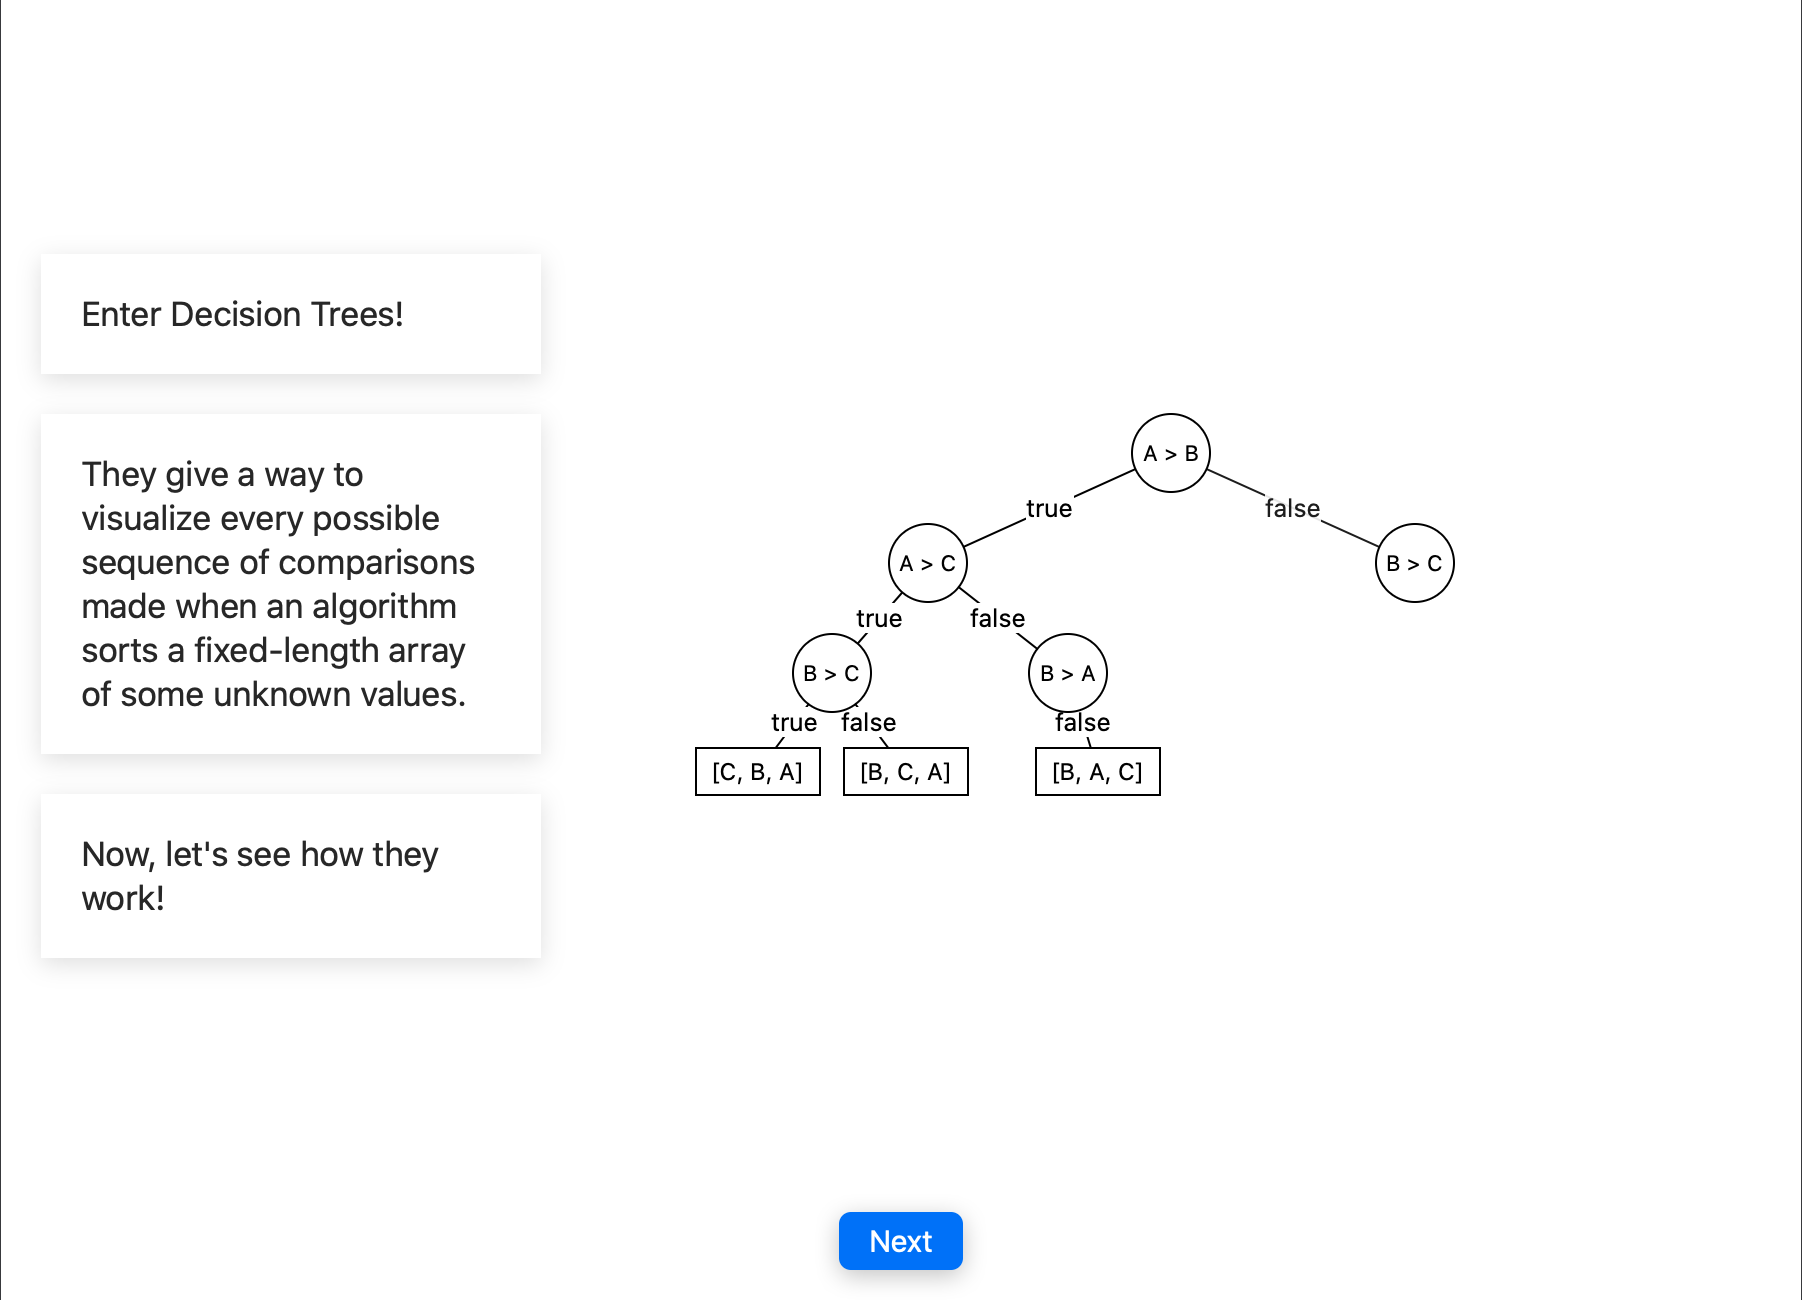 Enter Decision Trees!
They give a way to
visualize every possible
sequence of comparisons
made when an algorithm
sorts a fixed-length array
of some unknown values.
Now, let's see how they
work!
A > B
true false
A > C B > C
true false
B > C B > A
true false false
[C, B, A] [B, C, A] [B, A, C]
Next